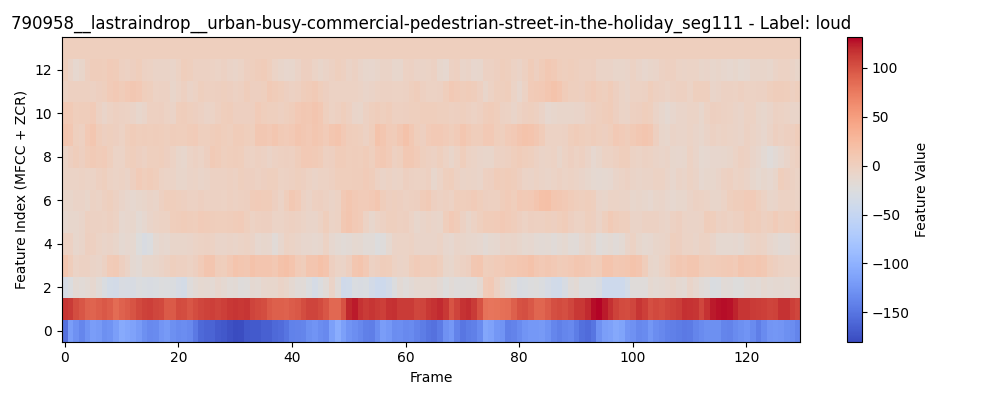 790958__lastraindrop__urban-busy-commercial-pedestrian-street-in-the-holiday_seg111 - Label: loud
12
10
8
6
4
2
0
Feature Index (MFCC + ZCR)
0 20 40 60 80 100 120
Frame
100
50
0
−50
−100
−150
Feature Value